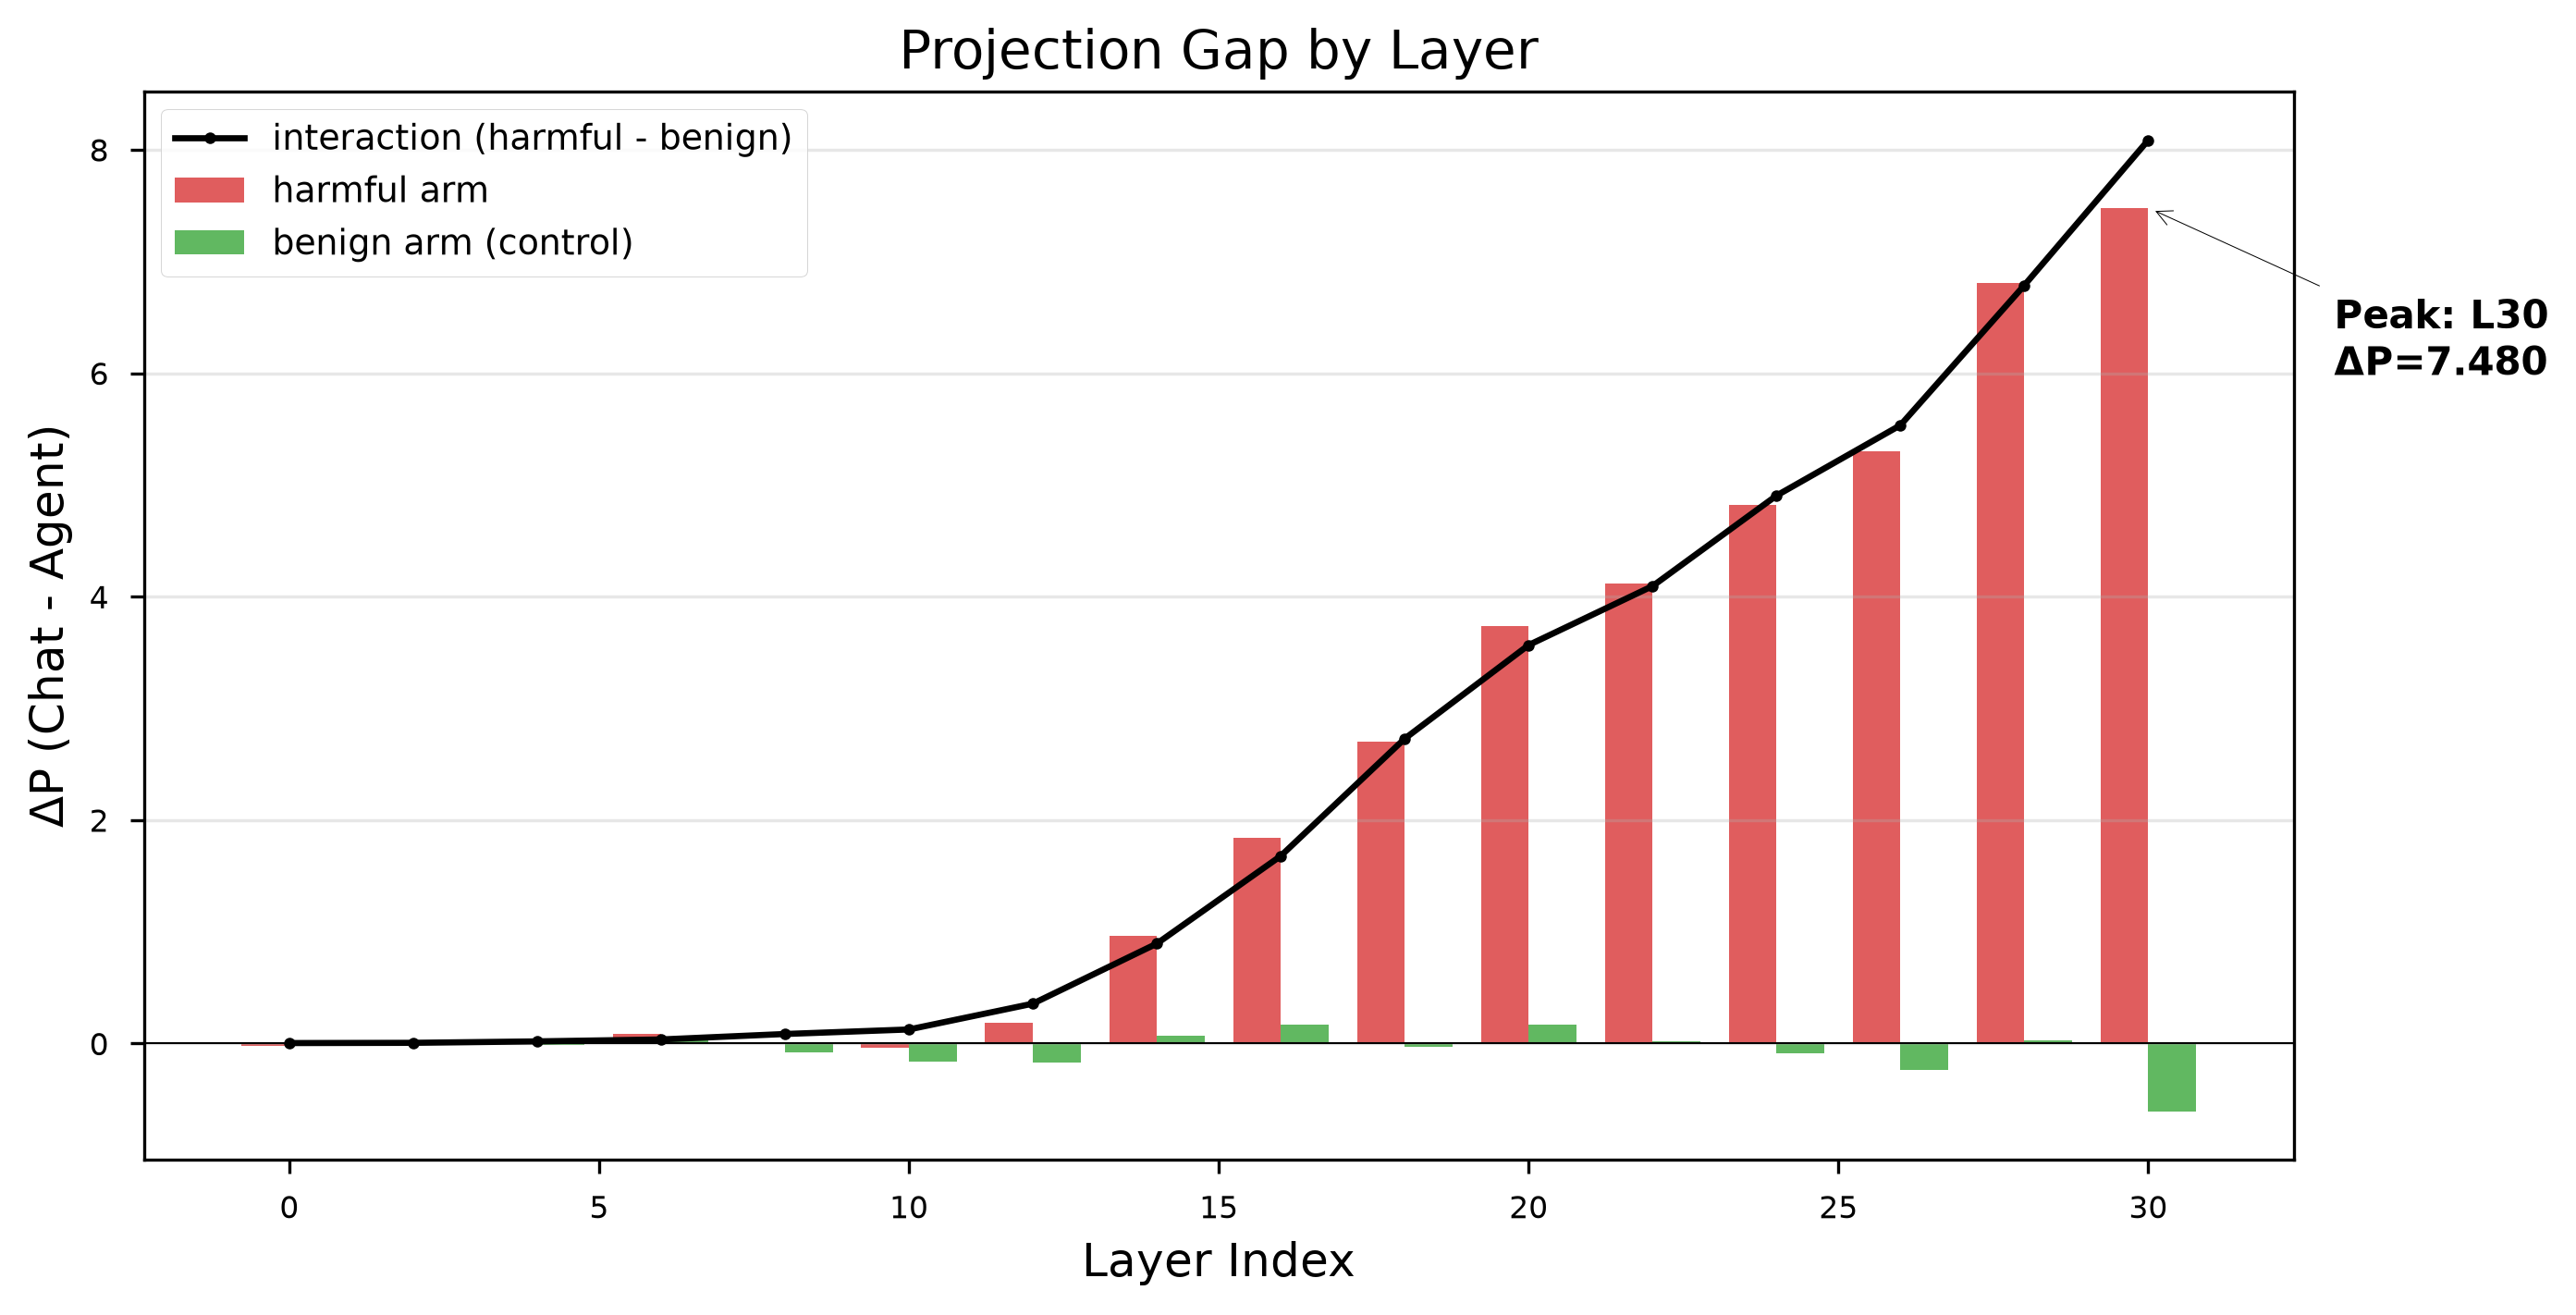 Projection Gap by Layer
interaction (harmful - benign)
harmful arm
benign arm (control)
8
6
4
2
0
ΔP (Chat - Agent)
Peak: L30
ΔP=7.480
0 5 10 15 20 25 30
Layer Index